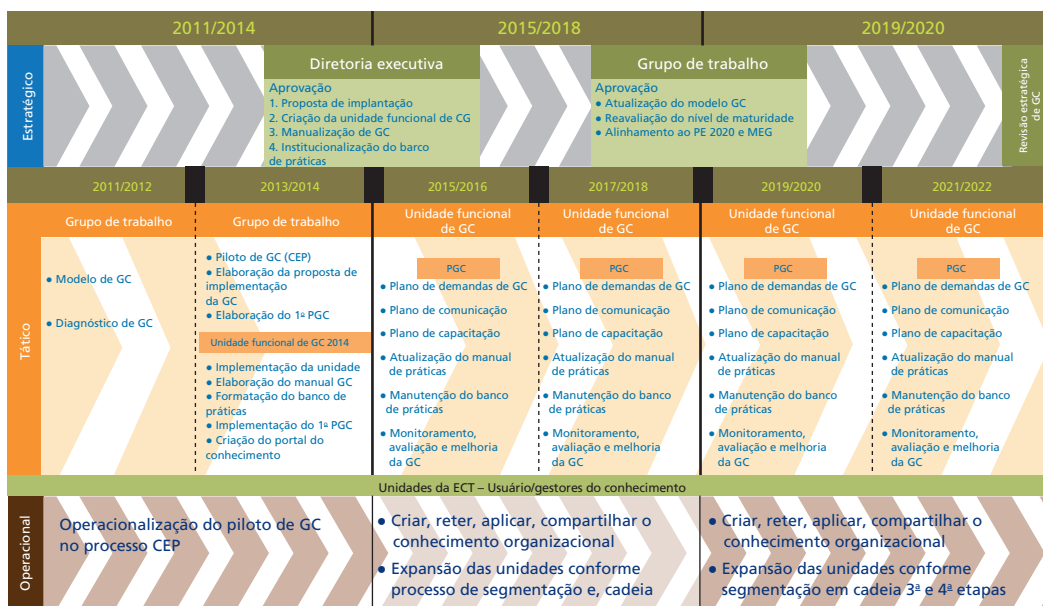 2011/2014
2015/2018
2019/2020
Estratégico
Diretoria executiva
Aprovação
1. Proposta de implantação
2. Criação da unidade funcional de CG
3. Manualização de GC
4. Institucionalização do barco
de práticas
Grupo de trabalho
Aprovação
● Atualização do modelo GC
● Reavaliação do nível de maturidade
● Alinhamento ao PE 2020 e MEG
Revisão estratégica
de GC
2011/2012
2013/2014
2015/2016
2017/2018
2019/2020
2021/2022
Tático
Grupo de trabalho
● Modelo de GC
● Diagnóstico de GC
Grupo de trabalho
● Piloto de GC (CEP)
● Elaboração da proposta de
implementação
da GC
● Elaboração do 1º PGC
Unidade funcional de GC 2014
● Implementação da unidade
● Elaboração do manual GC
● Formatação do banco de
práticas
● Implementação do 1º PGC
● Criação do portal do
conhecimento
Unidade funcional
de GC
PGC
● Plano de demandas de GC
● Plano de comunicação
● Plano de capacitação
● Atualização do manual
de práticas
● Manutenção do banco
de práticas
● Monitoramento,
avaliação e melhoria
da GC
Unidade funcional
de GC
PGC
● Plano de demandas de GC
● Plano de comunicação
● Plano de capacitação
● Atualização do manual
de práticas
● Manutenção do banco
de práticas
● Monitoramento,
avaliação e melhoria
da GC
Unidade funcional
de GC
PGC
● Plano de demandas de GC
● Plano de comunicação
● Plano de capacitação
● Atualização do manual
de práticas
● Manutenção do banco
de práticas
● Monitoramento,
avaliação e melhoria
da GC
Unidade funcional
de GC
PGC
● Plano de demandas de GC
● Plano de comunicação
● Plano de capacitação
● Atualização do manual
de práticas
● Manutenção do banco
de práticas
● Monitoramento,
avaliação e melhoria
da GC
Unidades da ECT – Usuário/gestores do conhecimento
Operacional
Operacionalização do piloto de GC
no processo CEP
● Criar, reter, aplicar, compartilhar o
conhecimento organizacional
● Expansão das unidades conforme
processo de segmentação e, cadeia
● Criar, reter, aplicar, compartilhar o
conhecimento organizacional
● Expansão das unidades conforme
segmentação em cadeia 3ª e 4ª etapas